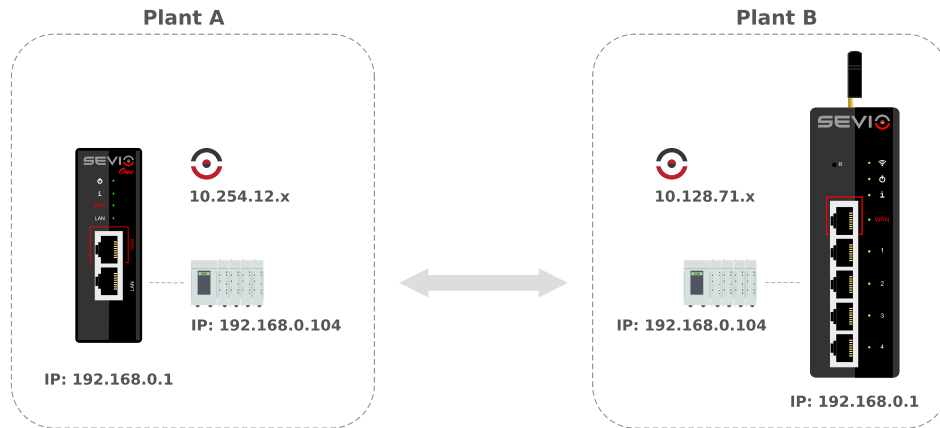 Plant A
Plant B
SEVIO
One
i
LAN
WAN
LAN
10.254.12.x
IP: 192.168.0.104
IP: 192.168.0.1
10.128.71.x
IP: 192.168.0.104
SEVIO
R
i
WAN
1
2
3
4
IP: 192.168.0.1